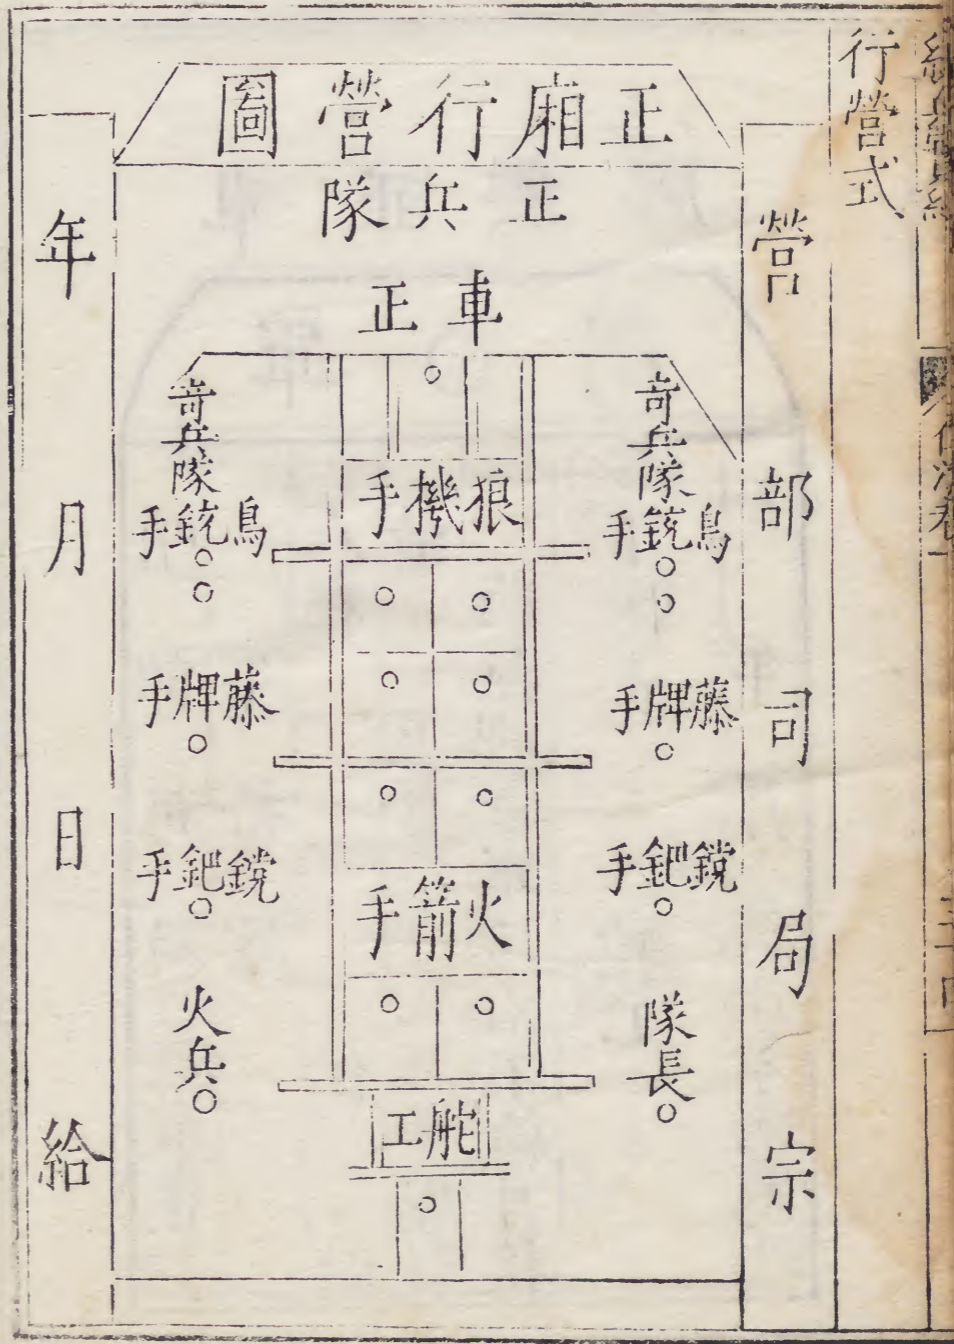 行營式
營部司局宗
正廂行營圖
正兵隊
車正
奇兵隊
鳥銃手
藤牌手
鎲鈀手
隊長
狼機手
火箭手
舵工
奇兵隊
鳥銃手
藤牌手
鎲鈀手
火兵
年月日給